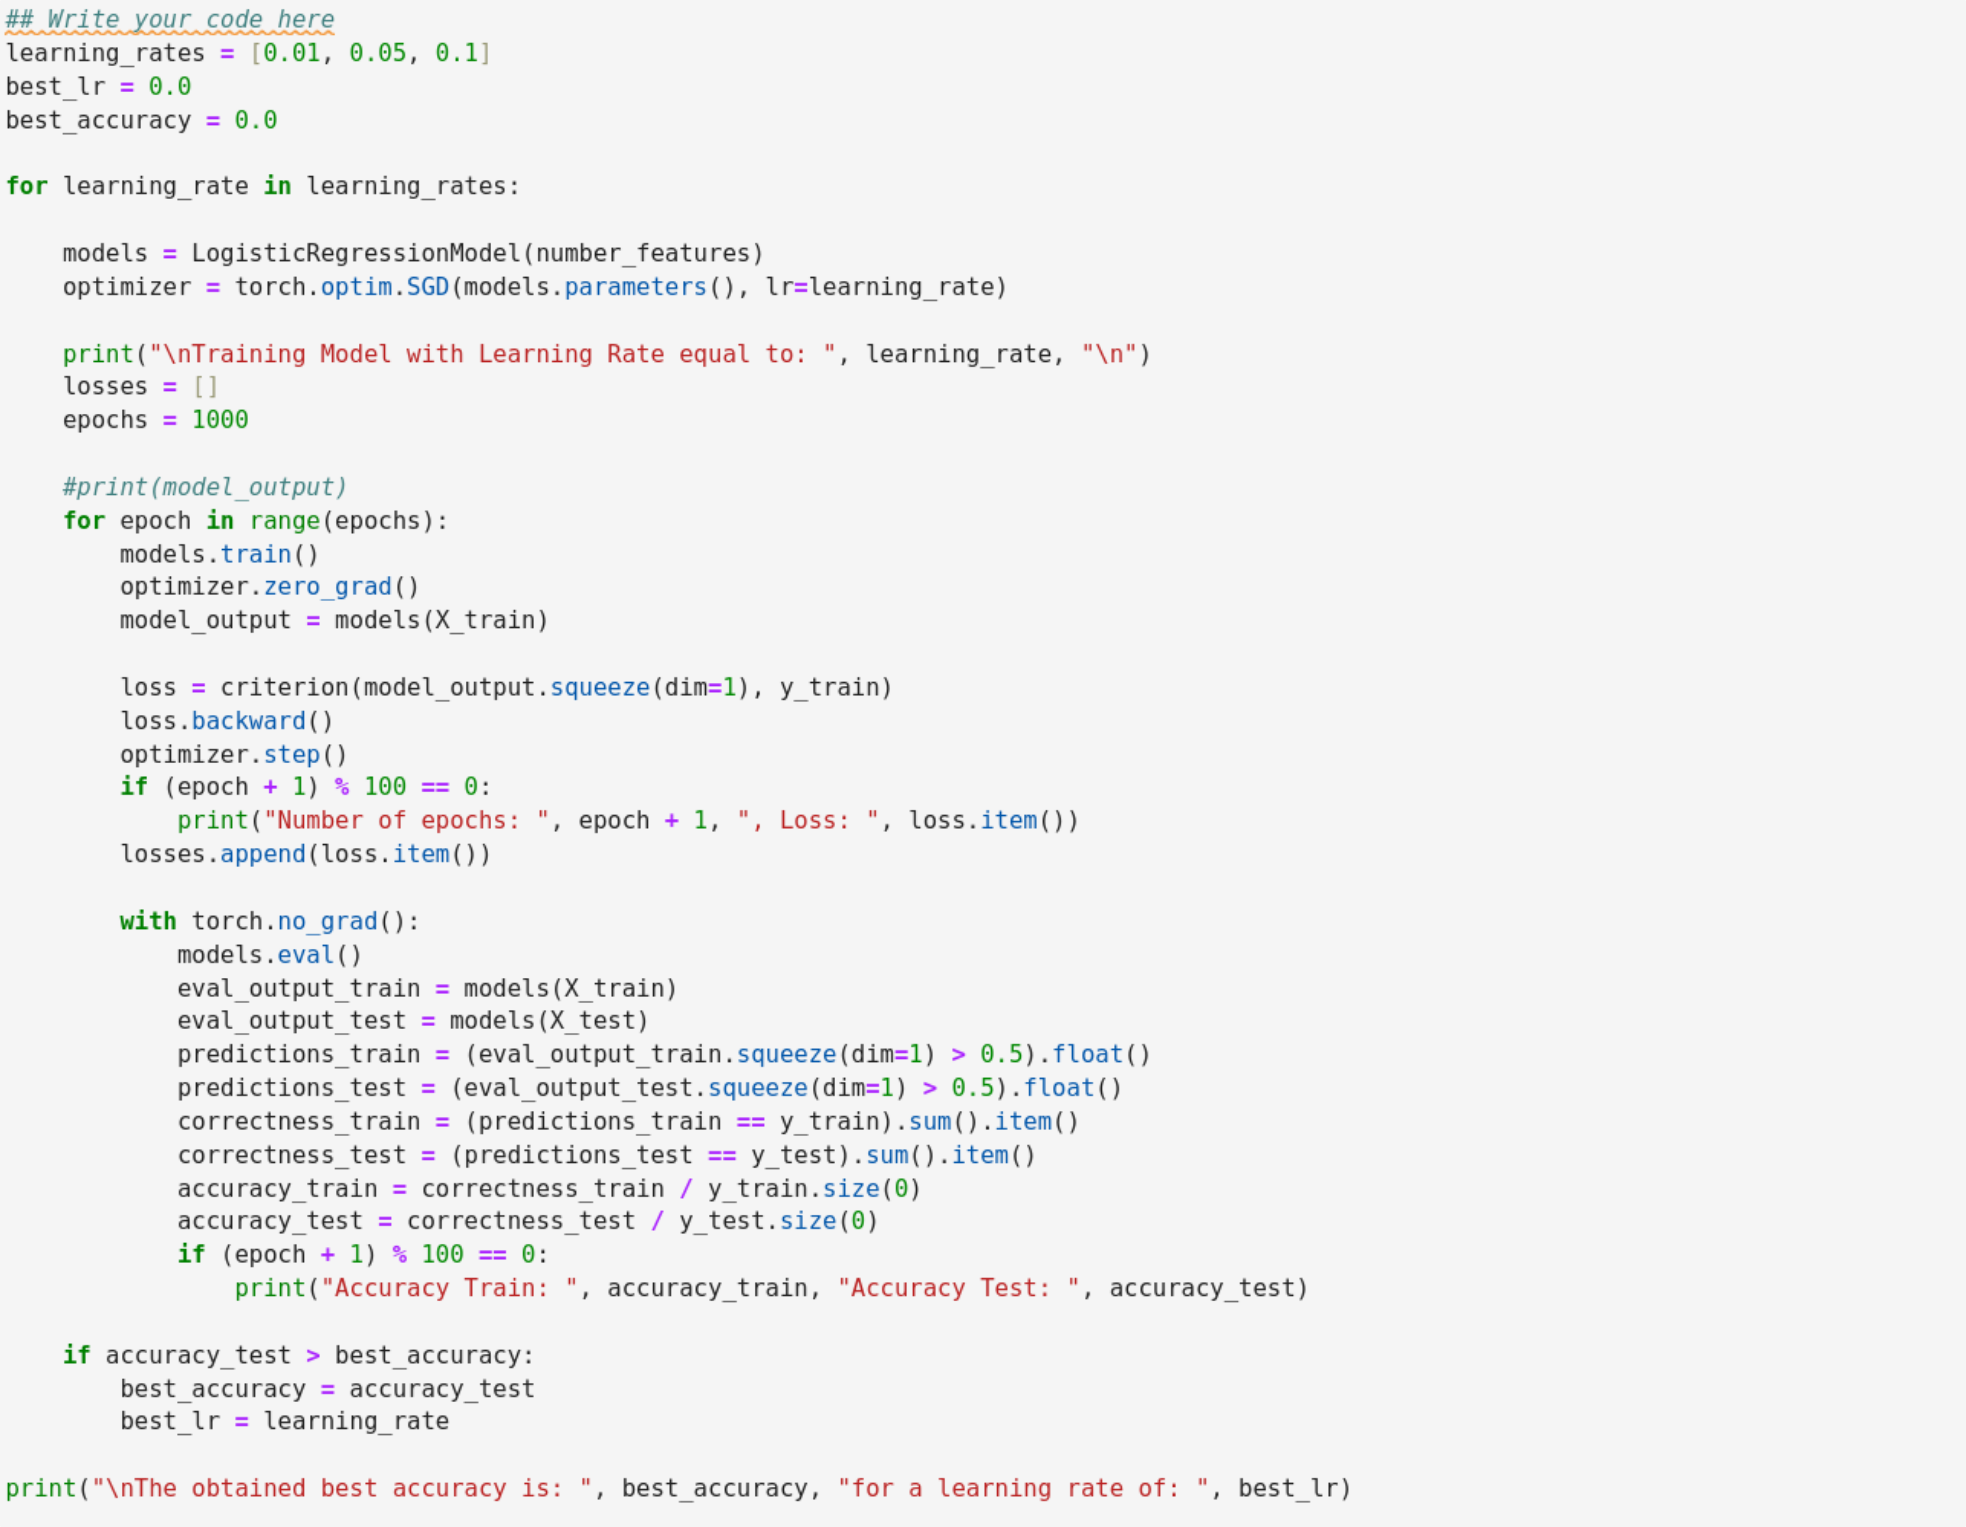 ## Write your code here
learning_rates = [0.01, 0.05, 0.1]
best_lr = 0.0
best_accuracy = 0.0

for learning_rate in learning_rates:

    models = LogisticRegressionModel(number_features)
    optimizer = torch.optim.SGD(models.parameters(), lr=learning_rate)

    print("\nTraining Model with Learning Rate equal to: ", learning_rate, "\n")
    losses = []
    epochs = 1000

    #print(model_output)
    for epoch in range(epochs):
        models.train()
        optimizer.zero_grad()
        model_output = models(X_train)

        loss = criterion(model_output.squeeze(dim=1), y_train)
        loss.backward()
        optimizer.step()
        if (epoch + 1) % 100 == 0:
            print("Number of epochs: ", epoch + 1, ", Loss: ", loss.item())
        losses.append(loss.item())

        with torch.no_grad():
            models.eval()
            eval_output_train = models(X_train)
            eval_output_test = models(X_test)
            predictions_train = (eval_output_train.squeeze(dim=1) > 0.5).float()
            predictions_test = (eval_output_test.squeeze(dim=1) > 0.5).float()
            correctness_train = (predictions_train == y_train).sum().item()
            correctness_test = (predictions_test == y_test).sum().item()
            accuracy_train = correctness_train / y_train.size(0)
            accuracy_test = correctness_test / y_test.size(0)
            if (epoch + 1) % 100 == 0:
                print("Accuracy Train: ", accuracy_train, "Accuracy Test: ", accuracy_test)

    if accuracy_test > best_accuracy:
        best_accuracy = accuracy_test
        best_lr = learning_rate

print("\nThe obtained best accuracy is: ", best_accuracy, "for a learning rate of: ", best_lr)